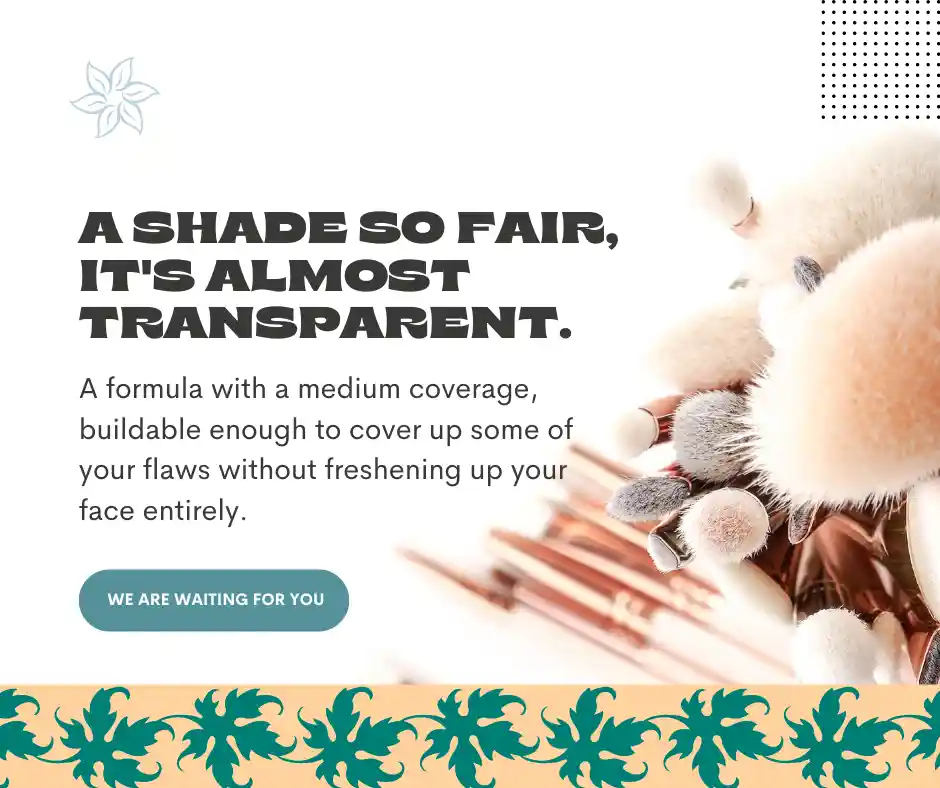 A SHADE SO FAIR,
IT'S ALMOST
TRANSPARENT.
A formula with a medium coverage,
buildable enough to cover up some of
your flaws without freshening up your
face entirely.
WE ARE WAITING FOR YOU